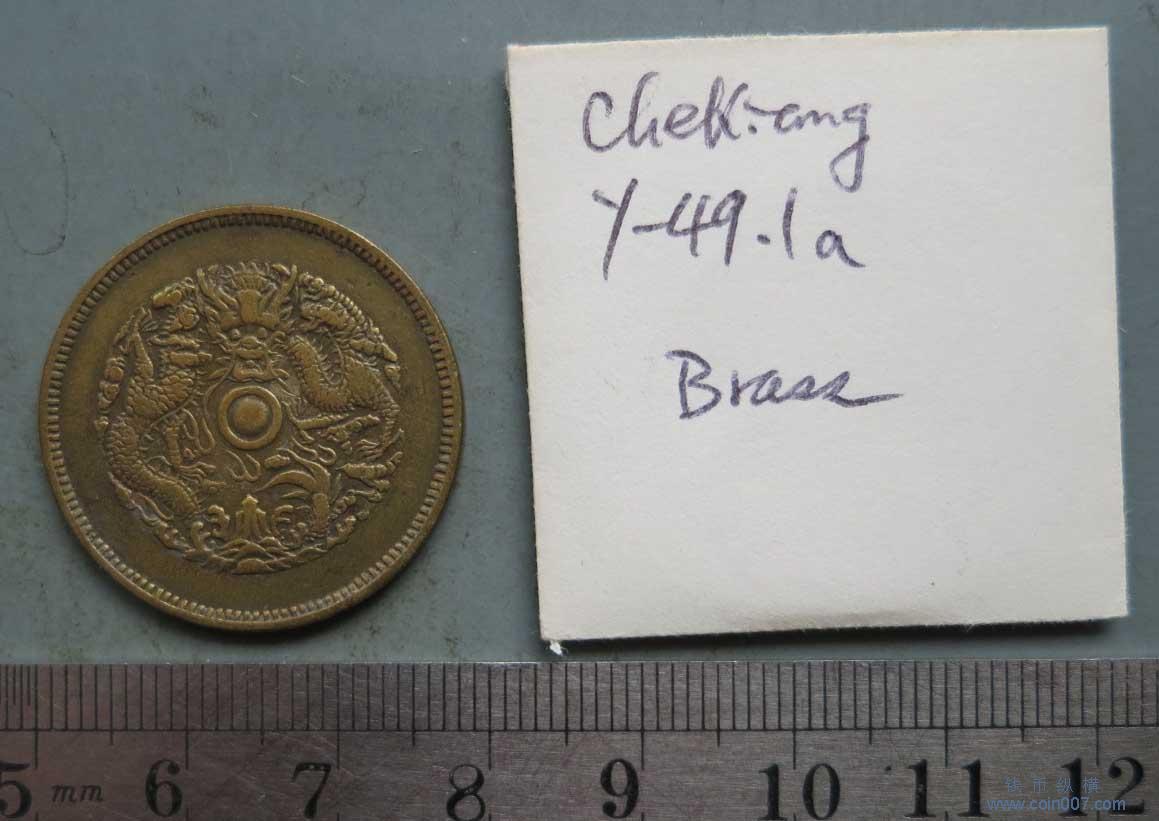 Chekiang
Y-49.1a
Brass
5 mm 6 7 8 9 10 11 12
钱币纵横
www.coin007.com